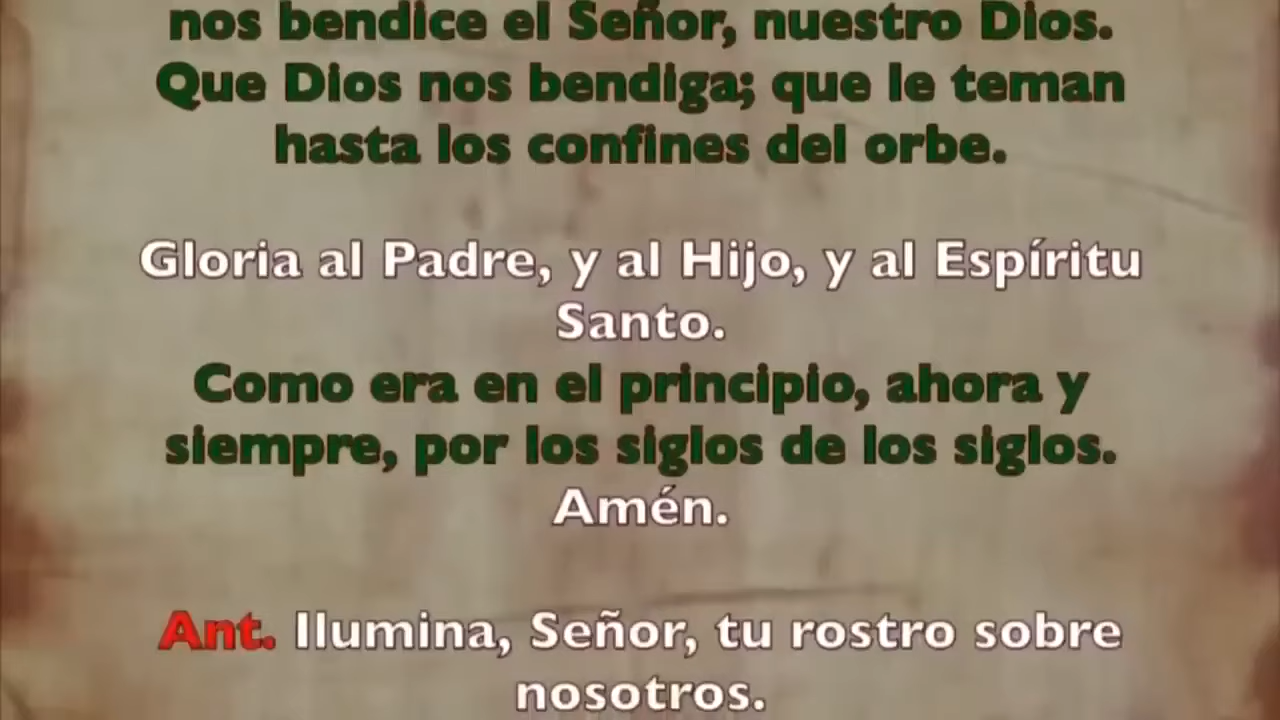 nos bendice el Señor, nuestro Dios.
Que Dios nos bendiga; que le teman
hasta los confines del orbe.
Gloria al Padre, y al Hijo, y al Espíritu
Santo.
Como era en el principio, ahora y
siempre, por los siglos de los siglos.
Amén.
Ant. Ilumina, Señor, tu rostro sobre
nosotros.